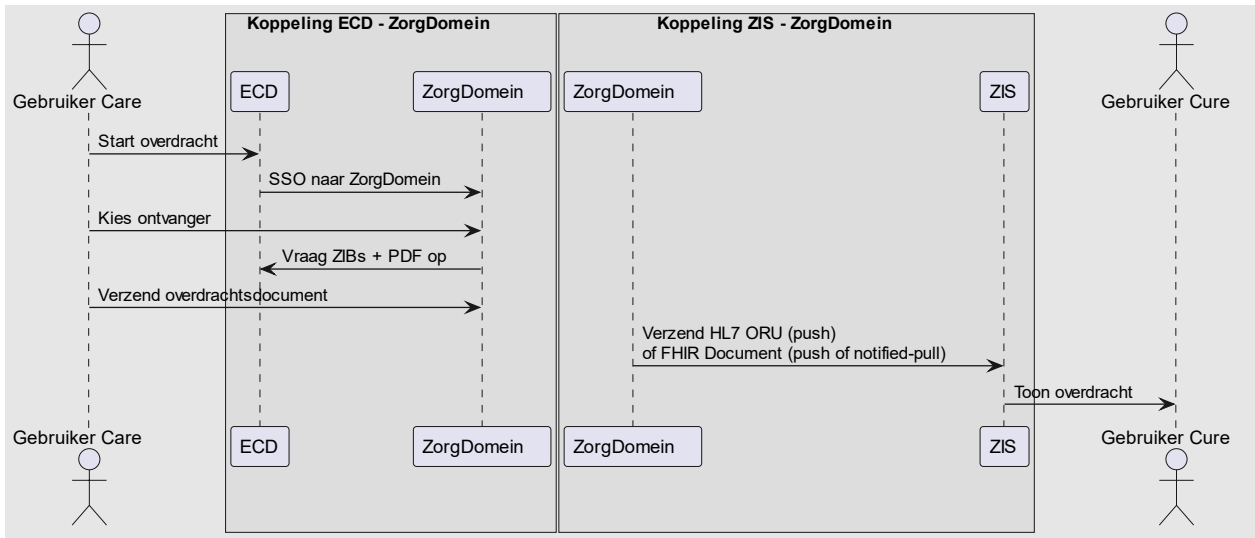 Koppeling ECD - ZorgDomein
Koppeling ZIS - ZorgDomein
Gebruiker Care
ECD
ZorgDomein
ZorgDomein
ZIS
Gebruiker Cure
Start overdracht
SSO naar ZorgDomein
Kies ontvanger
Vraag ZIBs + PDF op
Verzend overdrachtsdocument
Verzend HL7 ORU (push)
of FHIR Document (push of notified-pull)
Toon overdracht
Gebruiker Care
ECD
ZorgDomein
ZorgDomein
ZIS
Gebruiker Cure